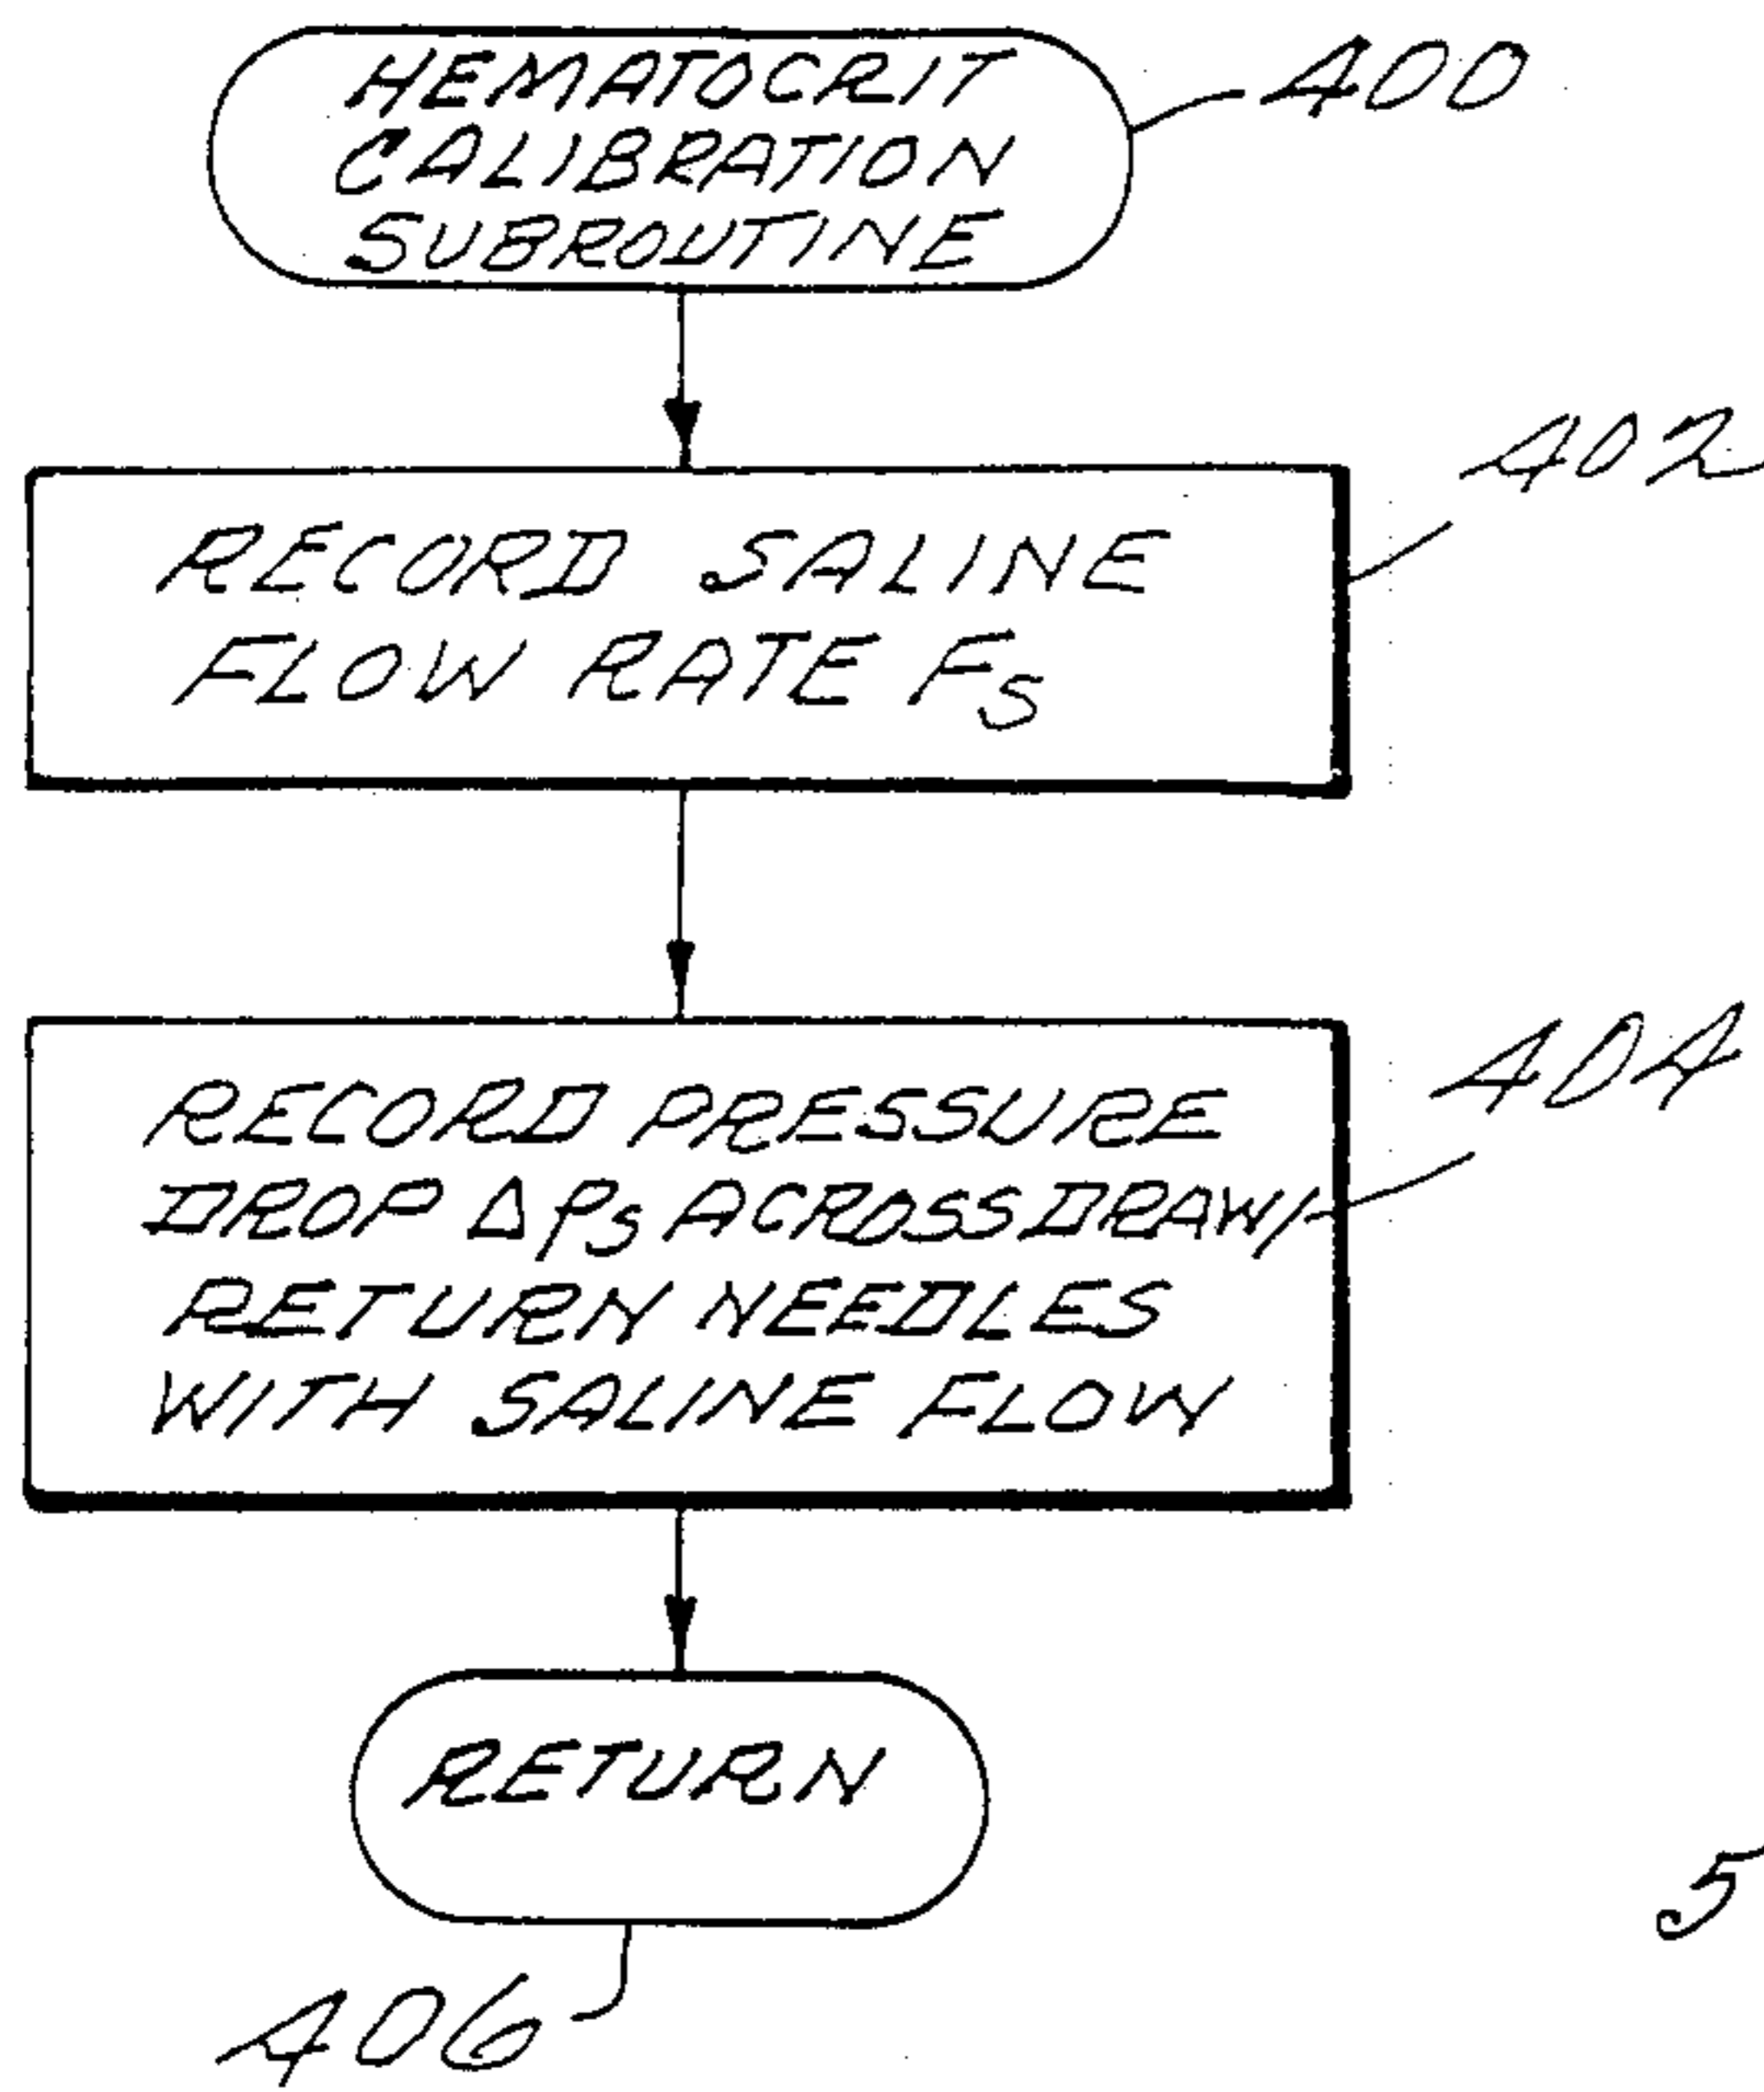 HEMATOCRIT
CALIBRATION
SUBROUTINE
400
402
RECORD SALINE
FLOW RATE FS
404
RECORD PRESSURE
DROP ΔPS ACROSS DRAW/
RETURN NEEDLES
WITH SALINE FLOW
RETURN
406
5